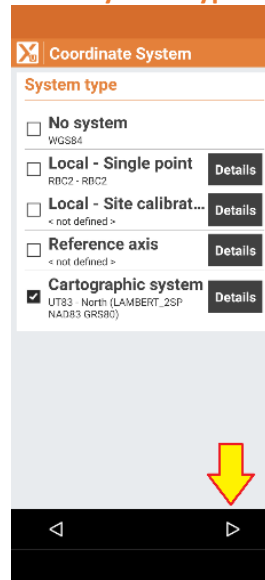 Coordinate System
System type
No system
WGS84
Local - Single point
RBC2 - RBC2
Details
Local - Site calibrat...
< not defined >
Details
Reference axis
< not defined >
Details
Cartographic system
UT83 - North (LAMBERT_2SP
NAD83 GRS80)
Details